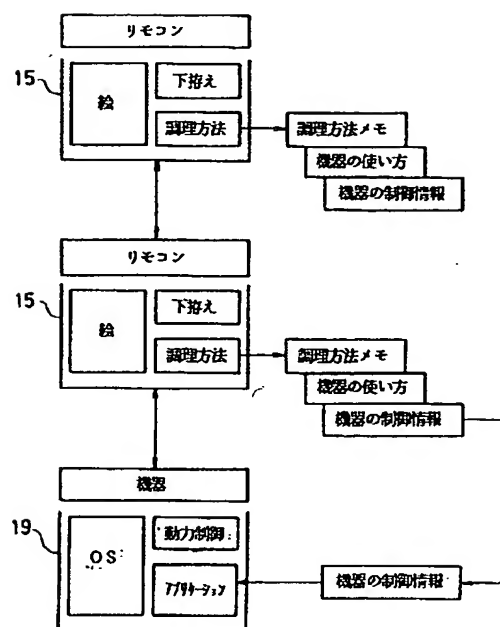 リモコン
15
絵
下拵え
調理方法
調理方法メモ
機器の使い方
機器の制御情報
リモコン
15
絵
下拵え
調理方法
調理方法メモ
機器の使い方
機器の制御情報
機器
19
OS
動力制御
アプリケーション
機器の制御情報